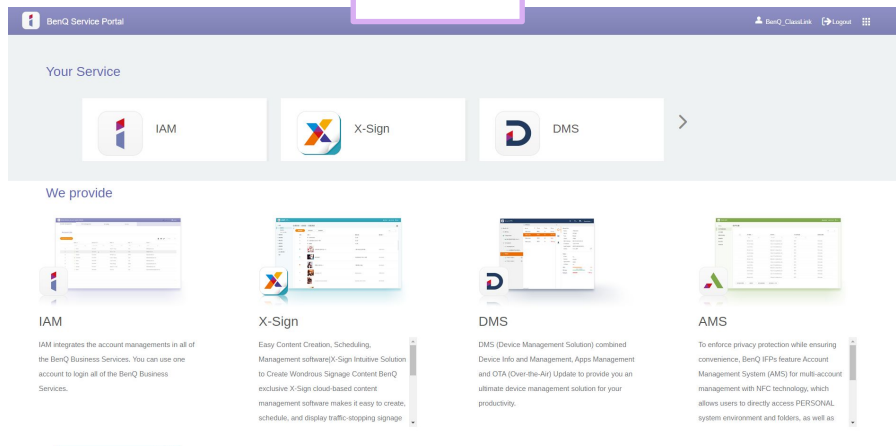 BenQ Service Portal
BenQ_ClassLink
Logout
Your Service
IAM
X-Sign
DMS
We provide
IAM
IAM integrates the account managements in all of
the BenQ Business Services. You can use one
account to login all of the BenQ Business
Services.
X-Sign
Easy Content Creation, Scheduling,
Management software(X-Sign Intuitive Solution
to Create Wondrous Signage Content BenQ
exclusive X-Sign cloud-based content
management software makes it easy to create,
schedule, and display traffic-stopping signage
DMS
DMS (Device Management Solution) combined
Device Info and Management, Apps Management
and OTA (Over-the-Air) Update to provide you an
ultimate device management solution for your
productivity.
AMS
To enforce privacy protection while ensuring
convenience, BenQ IFPs feature Account
Management System (AMS) for multi-account
management with NFC technology, which
allows users to directly access PERSONAL
system environment and folders, as well as